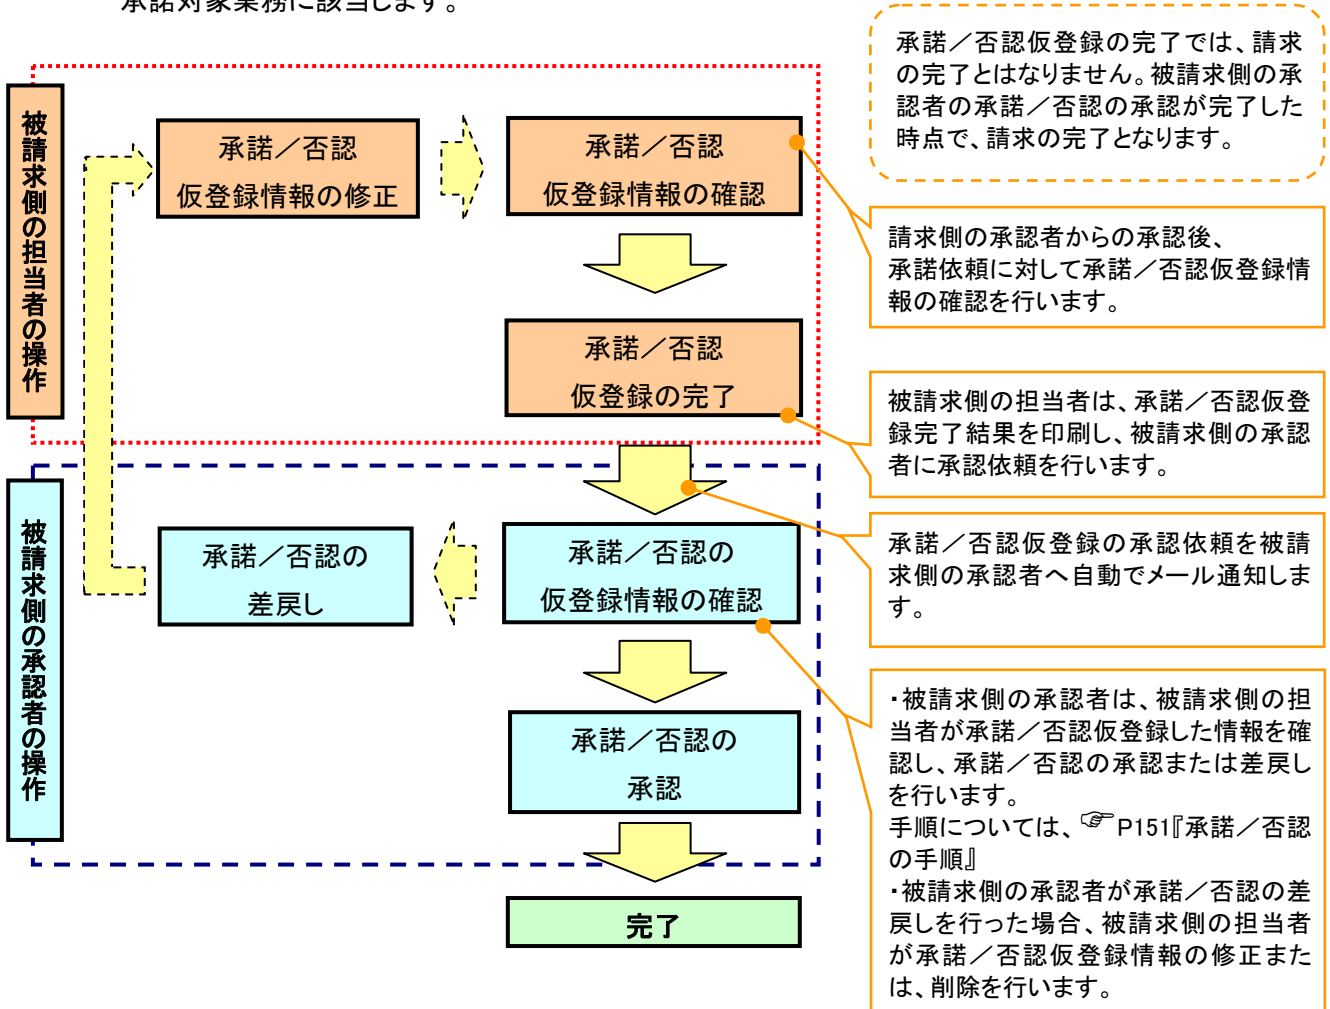 承諾対象業務に該当します。
承諾／否認仮登録の完了では、請求
の完了とはなりません。被請求側の承
認者の承諾／否認の承認が完了した
時点で、請求の完了となります。
被請求側の担当者の操作
承諾／否認
仮登録情報の修正
承諾／否認
仮登録情報の確認
請求側の承認者からの承認後、
承諾依頼に対して承諾／否認仮登録情
報の確認を行います。
承諾／否認
仮登録の完了
被請求側の担当者は、承諾／否認仮登
録完了結果を印刷し、被請求側の承認
者に承認依頼を行います。
被請求側の承認者の操作
承諾／否認の
差戻し
承諾／否認の
仮登録情報の確認
承諾／否認仮登録の承認依頼を被請
求側の承認者へ自動でメール通知しま
す。
承諾／否認の
承認
・被請求側の承認者は、被請求側の担
当者が承諾／否認仮登録した情報を確
認し、承諾／否認の承認または差戻し
を行います。
手順については、☞P151『承諾／否認
の手順』
・被請求側の承認者が承諾／否認の差
戻しを行った場合、被請求側の担当者
が承諾／否認仮登録情報の修正また
は、削除を行います。
完了